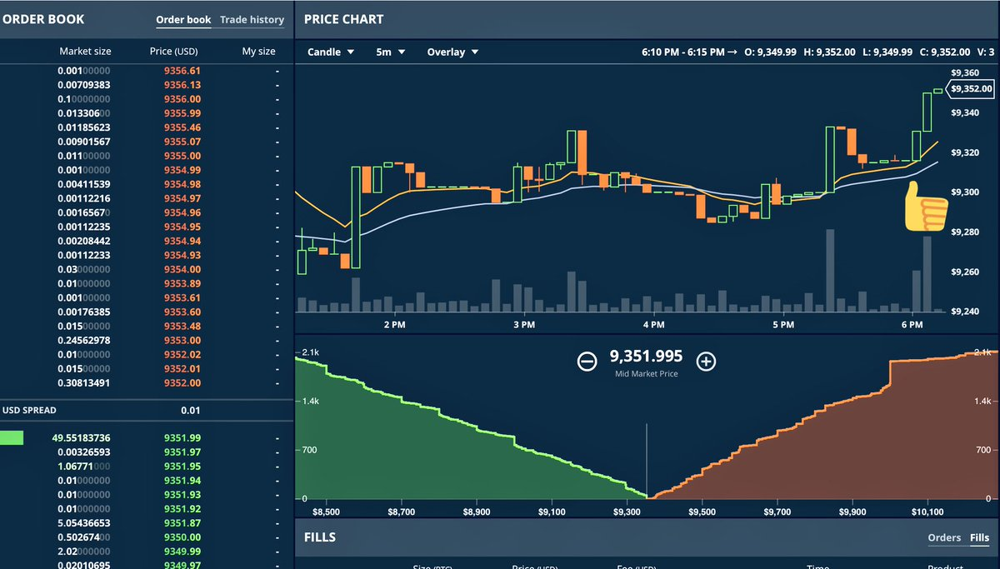 ORDER BOOK Order book Trade history
Market size Price (USD) My size
0.00100000 9356.61 -
0.00709383 9356.13 -
0.10000000 9356.00 -
0.01330600 9355.99 -
0.01185623 9355.46 -
0.00901567 9355.07 -
0.01100000 9355.00 -
0.00100000 9354.99 -
0.00411539 9354.98 -
0.00112216 9354.97 -
0.00165670 9354.96 -
0.00112235 9354.95 -
0.00208442 9354.94 -
0.00112233 9354.93 -
0.03000000 9354.00 -
0.01000000 9353.89 -
0.00100000 9353.61 -
0.00176385 9353.60 -
0.01500000 9353.48 -
0.24562978 9353.00 -
0.01000000 9352.02 -
0.01500000 9352.01 -
0.30813491 9352.00 -
USD SPREAD 0.01
49.55183736 9351.99 -
0.00326593 9351.97 -
1.06771000 9351.95 -
0.01000000 9351.94 -
0.01000000 9351.93 -
0.01000000 9351.92 -
5.05436653 9351.87 -
0.50267400 9350.00 -
2.02000000 9349.99 -
0.02010695 9349.97 -
PRICE CHART
Candle 5m Overlay 6:10 PM - 6:15 PM → O: 9,349.99 H: 9,352.00 L: 9,349.99 C: 9,352.00 V: 3
$9,360
$9,352.00
$9,340
$9,320
$9,300
$9,280
$9,260
$9,240
2 PM 3 PM 4 PM 5 PM 6 PM
9,351.995
Mid Market Price
2.1k 2.1k
1.4k 1.4k
700 700
0 0
$8,500 $8,700 $8,900 $9,100 $9,300 $9,500 $9,700 $9,900 $10,100
FILLS Orders Fills
Size (BTC) Price (USD) Fee (USD) Time Product